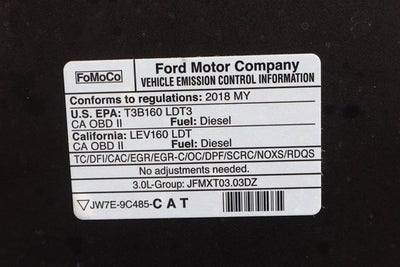 FoMoCo
Ford Motor Company
VEHICLE EMISSION CONTROL INFORMATION
Conforms to regulations: 2018 MY
U.S. EPA: T3B160 LDT3
CA OBD II Fuel: Diesel
California: LEV160 LDT
CA OBD II Fuel: Diesel
TC/DFI/CAC/EGR/EGR-C/OC/DPF/SCRC/NOXS/RDQS
No adjustments needed.
3.0L-Group: JFMXT03.03DZ
JW7E-9C485-C A T